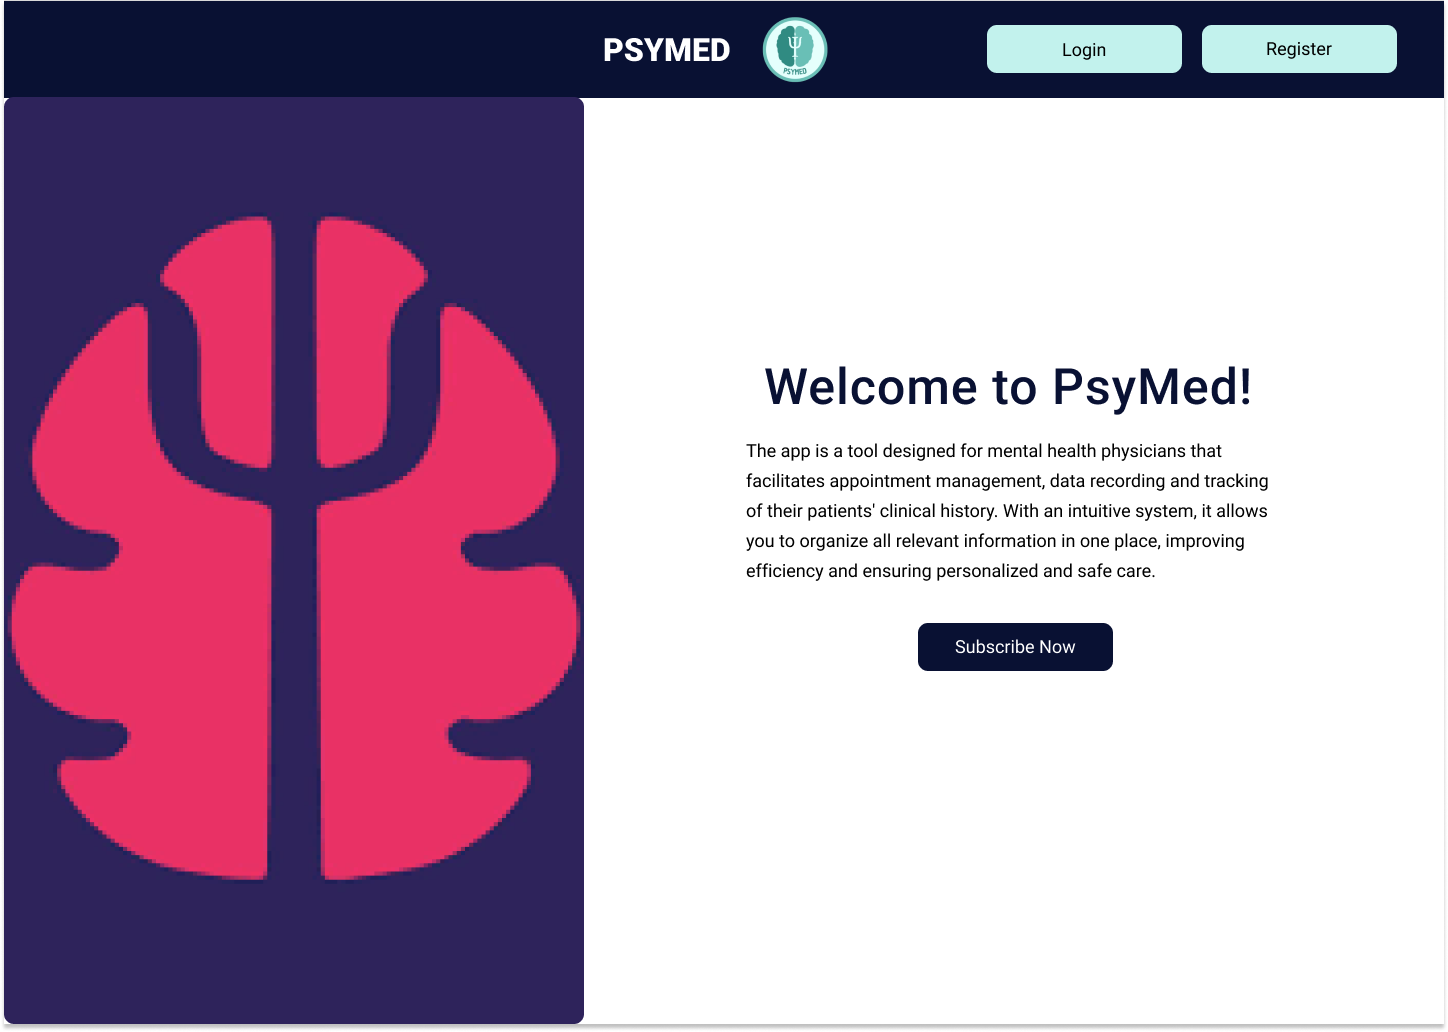 PSYMED
PSYMED
Login
Register
Welcome to PsyMed!
The app is a tool designed for mental health physicians that
facilitates appointment management, data recording and tracking
of their patients' clinical history. With an intuitive system, it allows
you to organize all relevant information in one place, improving
efficiency and ensuring personalized and safe care.
Subscribe Now